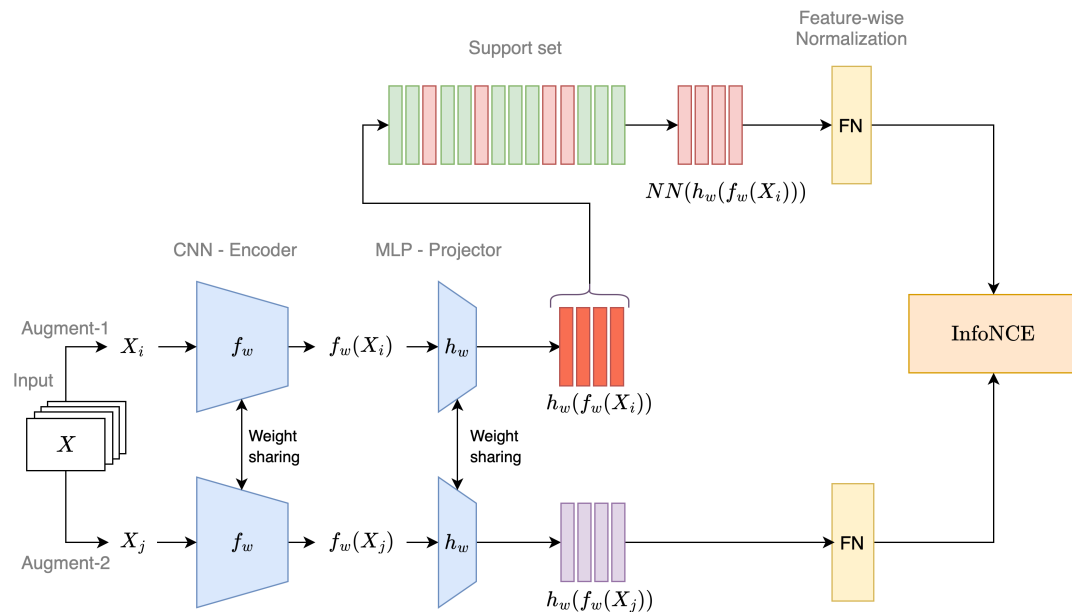 Feature-wise
Normalization
Support set
FN
NN(h_w(f_w(X_i)))
CNN - Encoder
MLP - Projector
Augment-1
X_i
f_w
f_w(X_i)
h_w
InfoNCE
Input
h_w(f_w(X_i))
X
Weight
sharing
Weight
sharing
X_j
f_w
f_w(X_j)
h_w
FN
Augment-2
h_w(f_w(X_j))